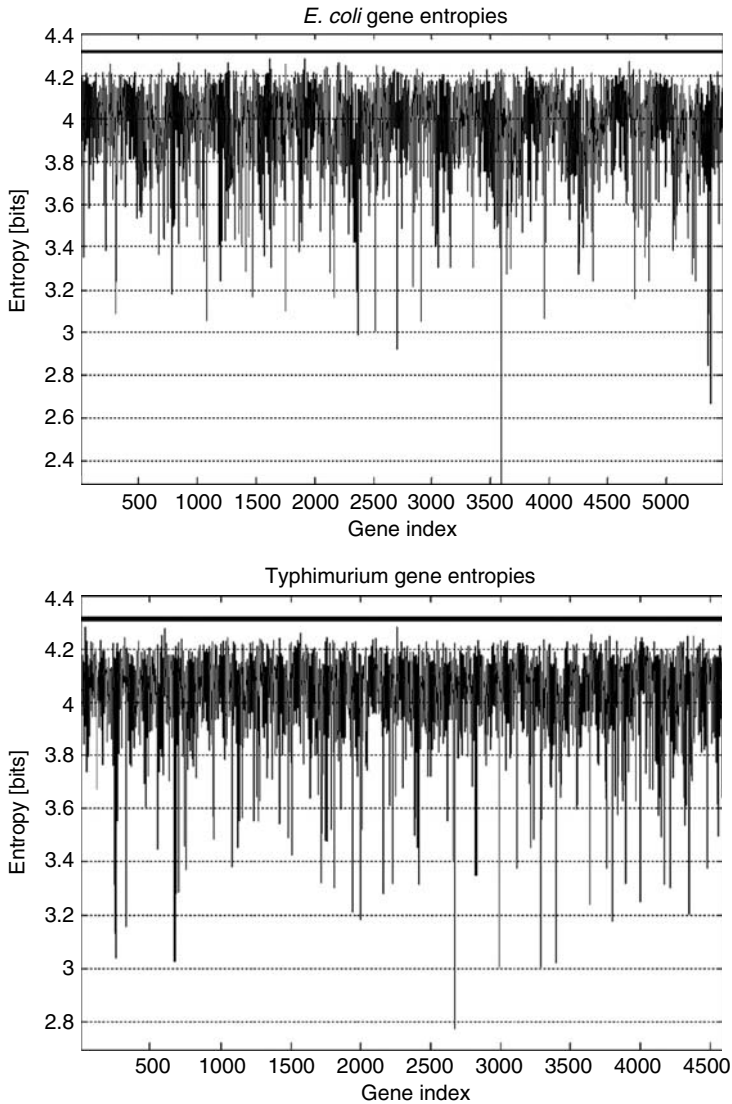 E. coli gene entropies
4.4
4.2
4
3.8
3.6
3.4
3.2
3
2.8
2.6
2.4
Entropy [bits]
500 1000 1500 2000 2500 3000 3500 4000 4500 5000
Gene index
Typhimurium gene entropies
4.4
4.2
4
3.8
3.6
3.4
3.2
3
2.8
Entropy [bits]
500 1000 1500 2000 2500 3000 3500 4000 4500
Gene index